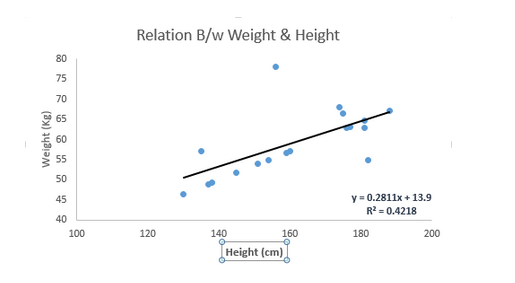 Relation B/w Weight & Height
80
75
70
65
60
55
50
45
40
Weight (Kg)
y = 0.2811x + 13.9
R² = 0.4218
100 120 140 160 180 200
Height (cm)